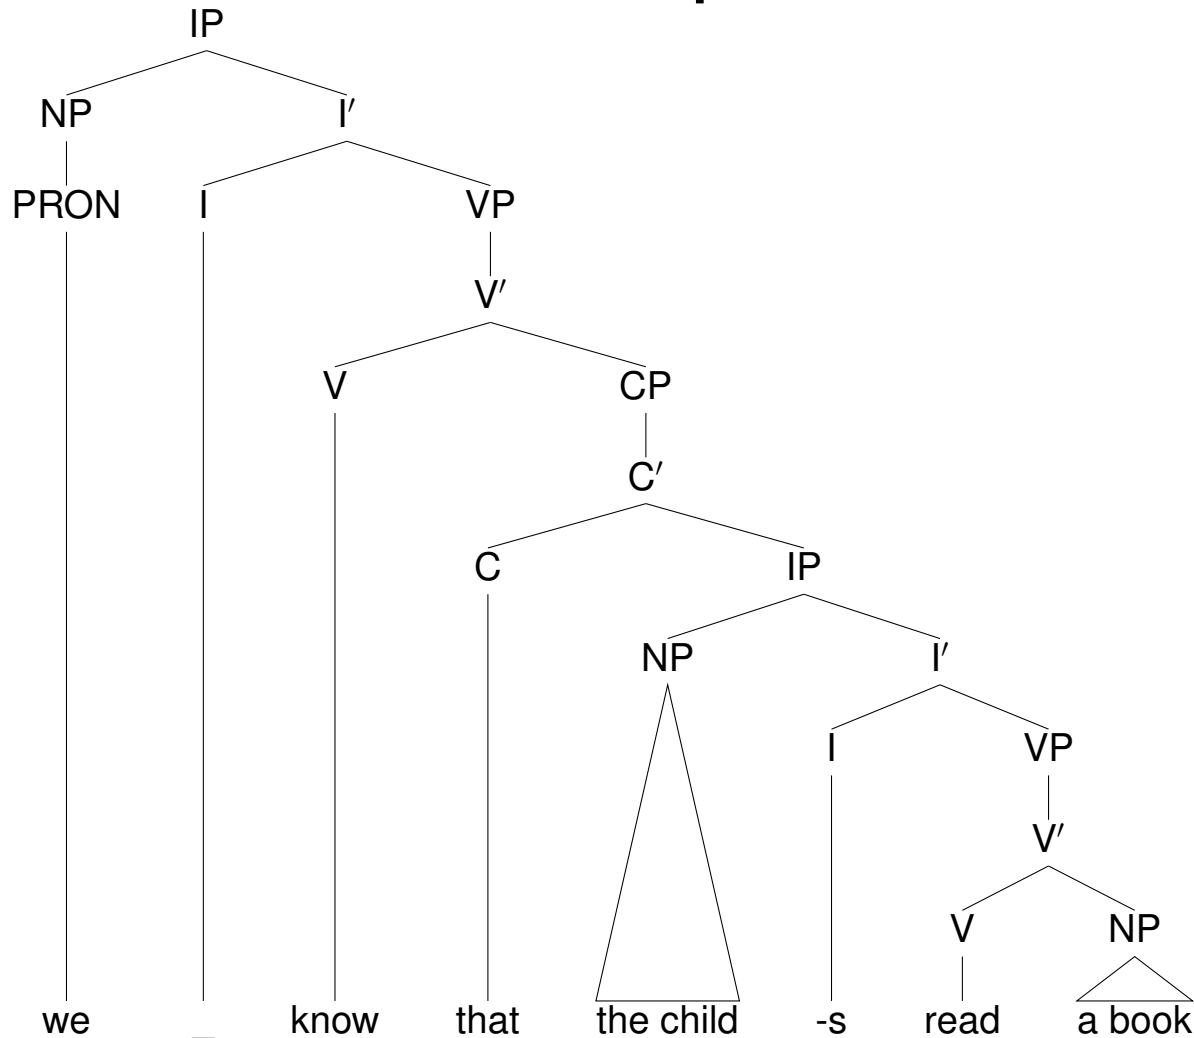 IP
NP I′
PRON I VP
V′
V CP
C′
C IP
NP I′
I VP
V′
V NP
we _ know that the child -s read a book